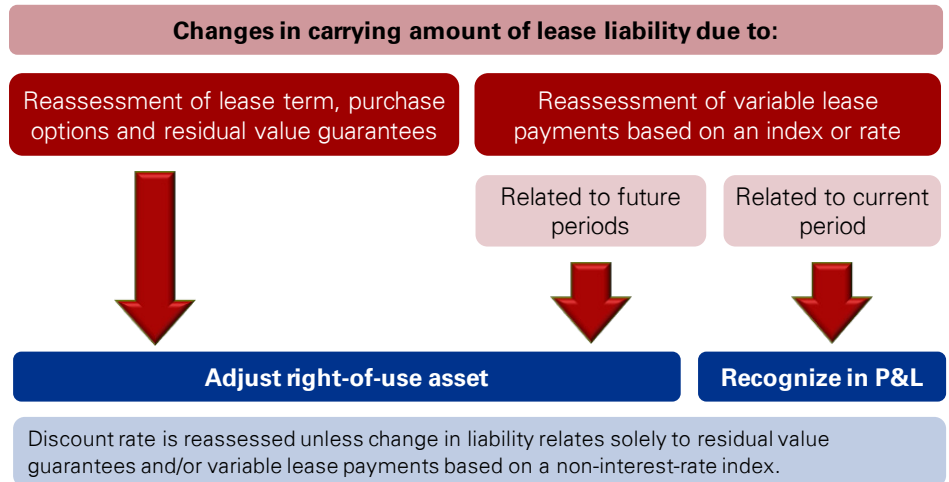 Changes in carrying amount of lease liability due to:
Reassessment of lease term, purchase
options and residual value guarantees
Reassessment of variable lease
payments based on an index or rate
Related to future
periods
Related to current
period
Adjust right-of-use asset
Recognize in P&L
Discount rate is reassessed unless change in liability relates solely to residual value
guarantees and/or variable lease payments based on a non-interest-rate index.